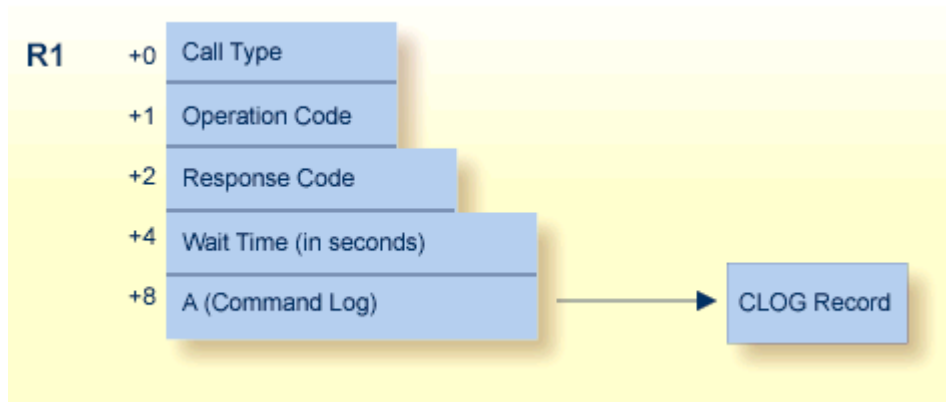 R1 +0 Call Type
+1 Operation Code
+2 Response Code
+4 Wait Time (in seconds)
+8 A (Command Log) CLOG Record